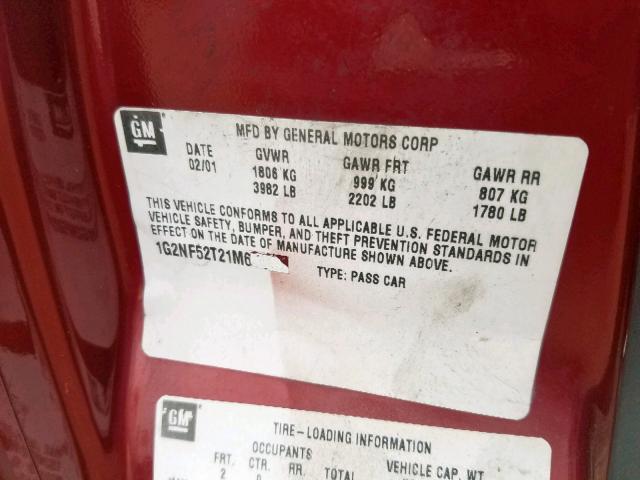 GM
MFD BY GENERAL MOTORS CORP
DATE GVWR GAWR FRT GAWR RR
02/01 1806 KG 999 KG 807 KG
3982 LB 2202 LB 1780 LB
THIS VEHICLE CONFORMS TO ALL APPLICABLE U.S. FEDERAL MOTOR
VEHICLE SAFETY, BUMPER, AND THEFT PREVENTION STANDARDS IN
EFFECT ON THE DATE OF MANUFACTURE SHOWN ABOVE.
1G2NF52T21M6
TYPE: PASS CAR
GM
TIRE-LOADING INFORMATION
OCCUPANTS VEHICLE CAP. WT
FRT. CTR. RR. TOTAL
2